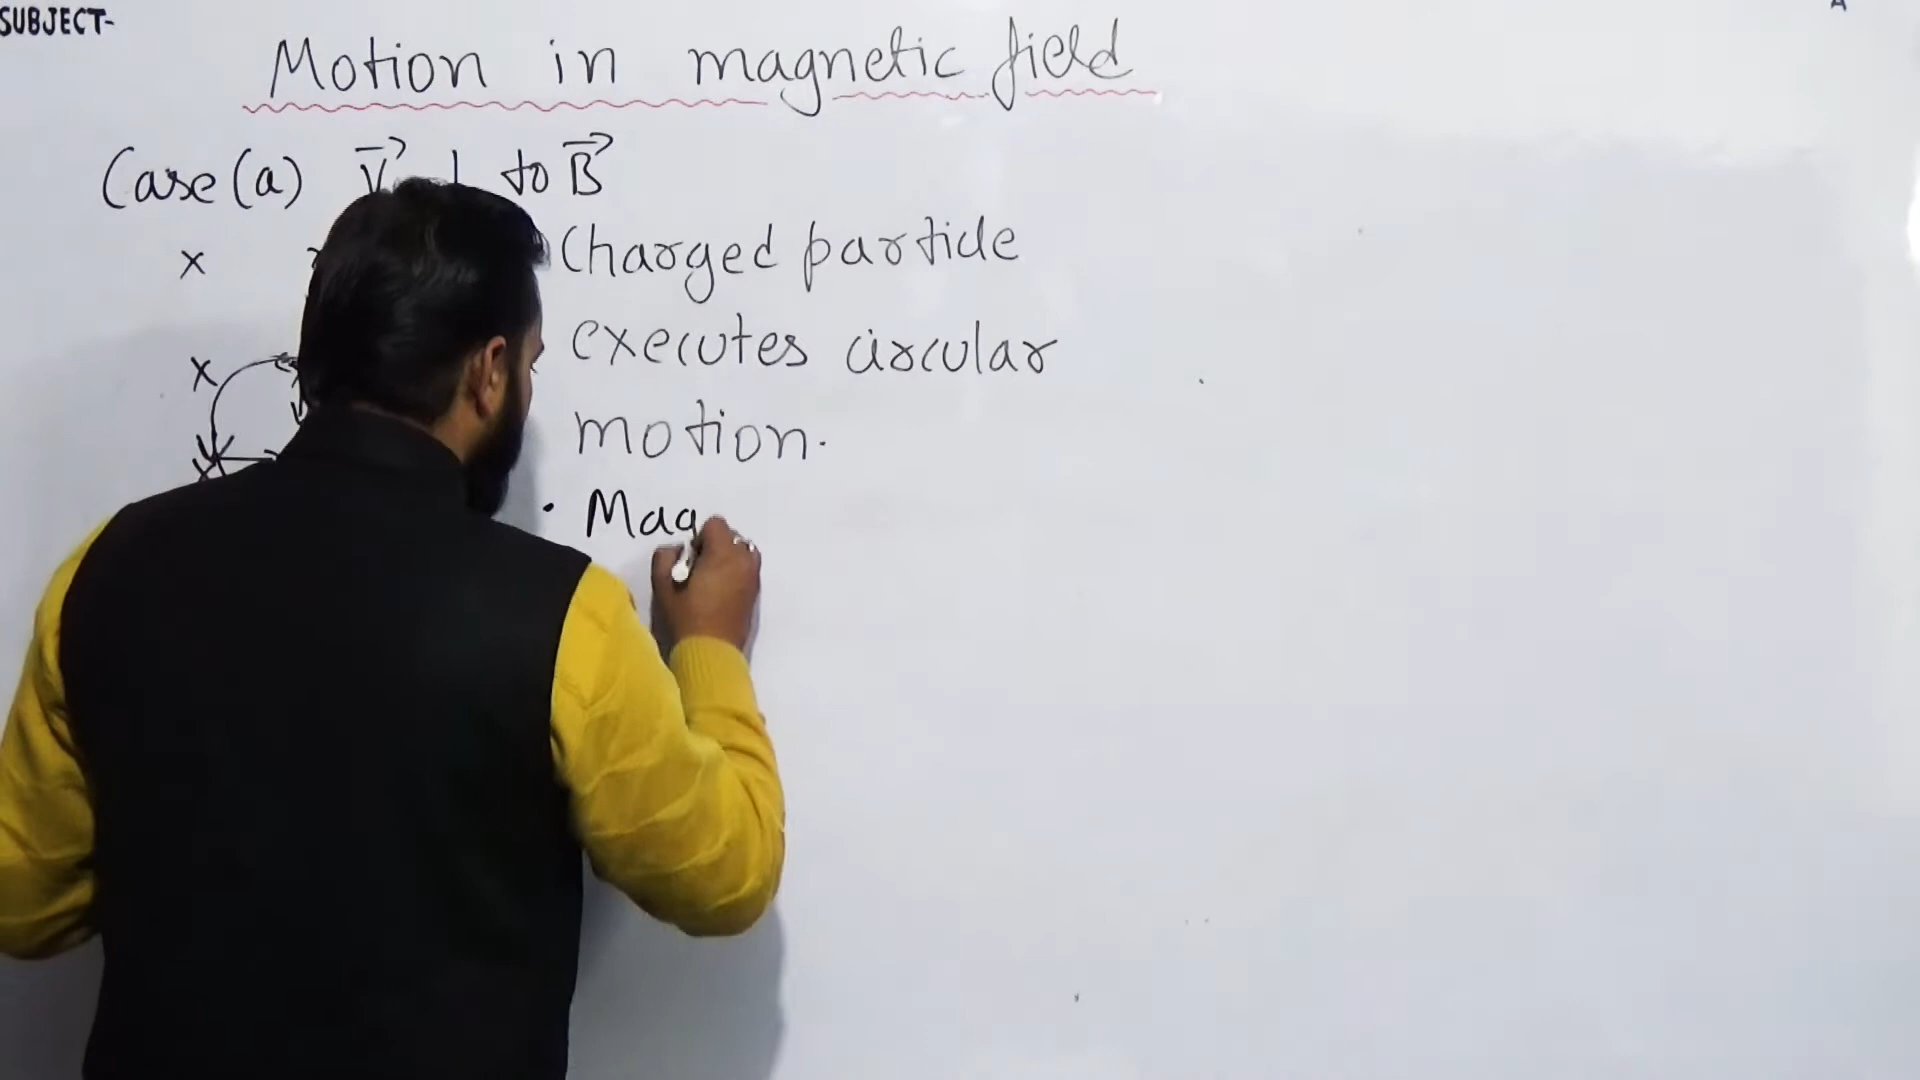 SUBJECT-
Motion in magnetic field
Case (a) V⃗ ⊥ to B⃗
x
Charged particle
x
executes circular
motion.
x
• Mag